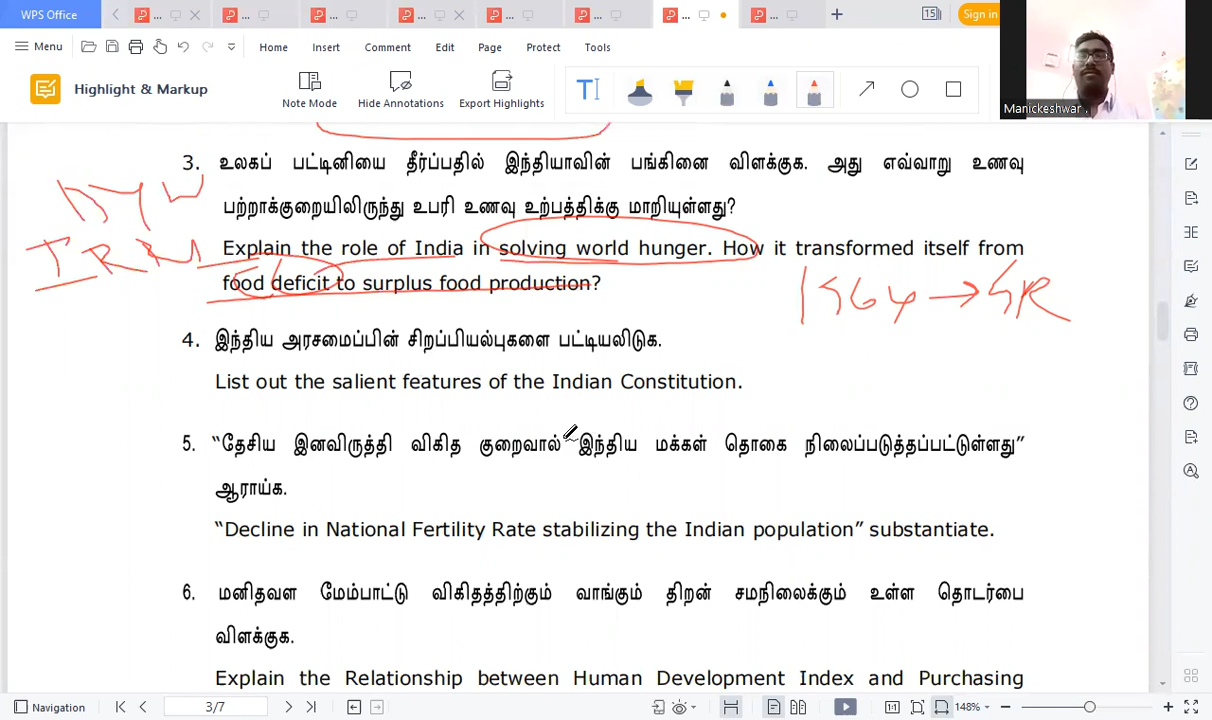 WPS Office
... ... ... ... ... ... ... ...
Sign in
Menu Home Insert Comment Edit Page Protect Tools
Highlight & Markup
Note Mode Hide Annotations Export Highlights
Manickeshwar
3. உலகப் பட்டினியை தீர்ப்பதில் இந்தியாவின் பங்கினை விளக்குக. அது எவ்வாறு உணவு
பற்றாக்குறையிலிருந்து உபரி உணவு உற்பத்திக்கு மாறியுள்ளது?
Explain the role of India in solving world hunger. How it transformed itself from
food deficit to surplus food production?
4. இந்திய அரசமைப்பின் சிறப்பியல்புகளை பட்டியலிடுக.
List out the salient features of the Indian Constitution.
5. “தேசிய இனவிருத்தி விகித குறைவால் இந்திய மக்கள் தொகை நிலைப்படுத்தப்பட்டுள்ளது”
ஆராய்க.
“Decline in National Fertility Rate stabilizing the Indian population” substantiate.
6. மனிதவள மேம்பாட்டு விகிதத்திற்கும் வாங்கும் திறன் சமநிலைக்கும் உள்ள தொடர்பை
விளக்குக.
Explain the Relationship between Human Development Index and Purchasing
Navigation 3/7 148%